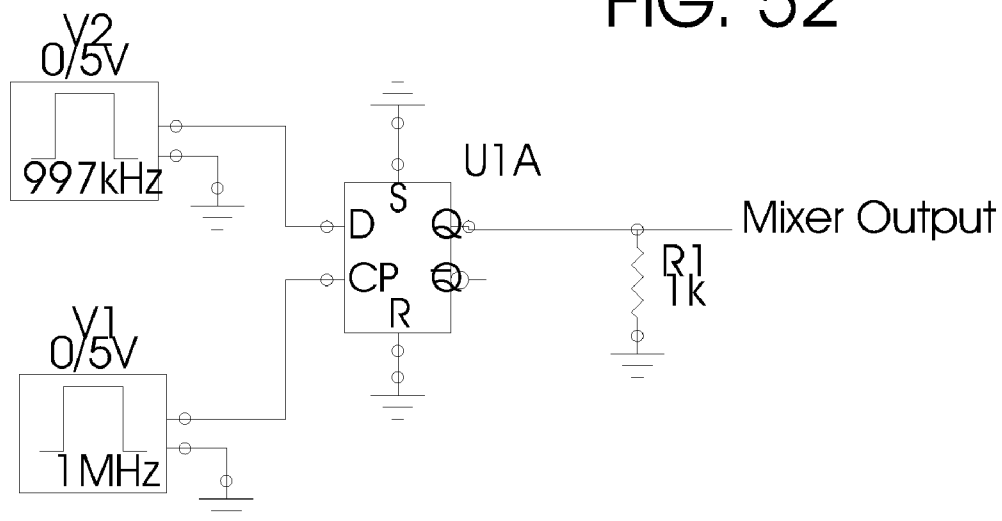 FIG. 52
V2
0/5V
997kHz
U1A
S
D
Q
CP
Q̅
R
Mixer Output
R1
1k
V1
0/5V
1MHz